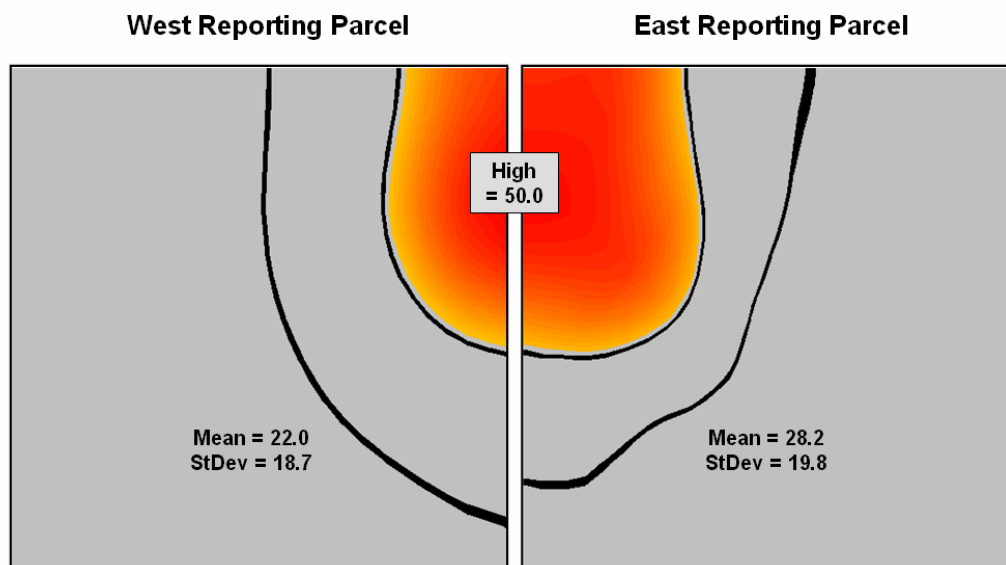 West Reporting Parcel
East Reporting Parcel
High
= 50.0
Mean = 22.0
StDev = 18.7
Mean = 28.2
StDev = 19.8